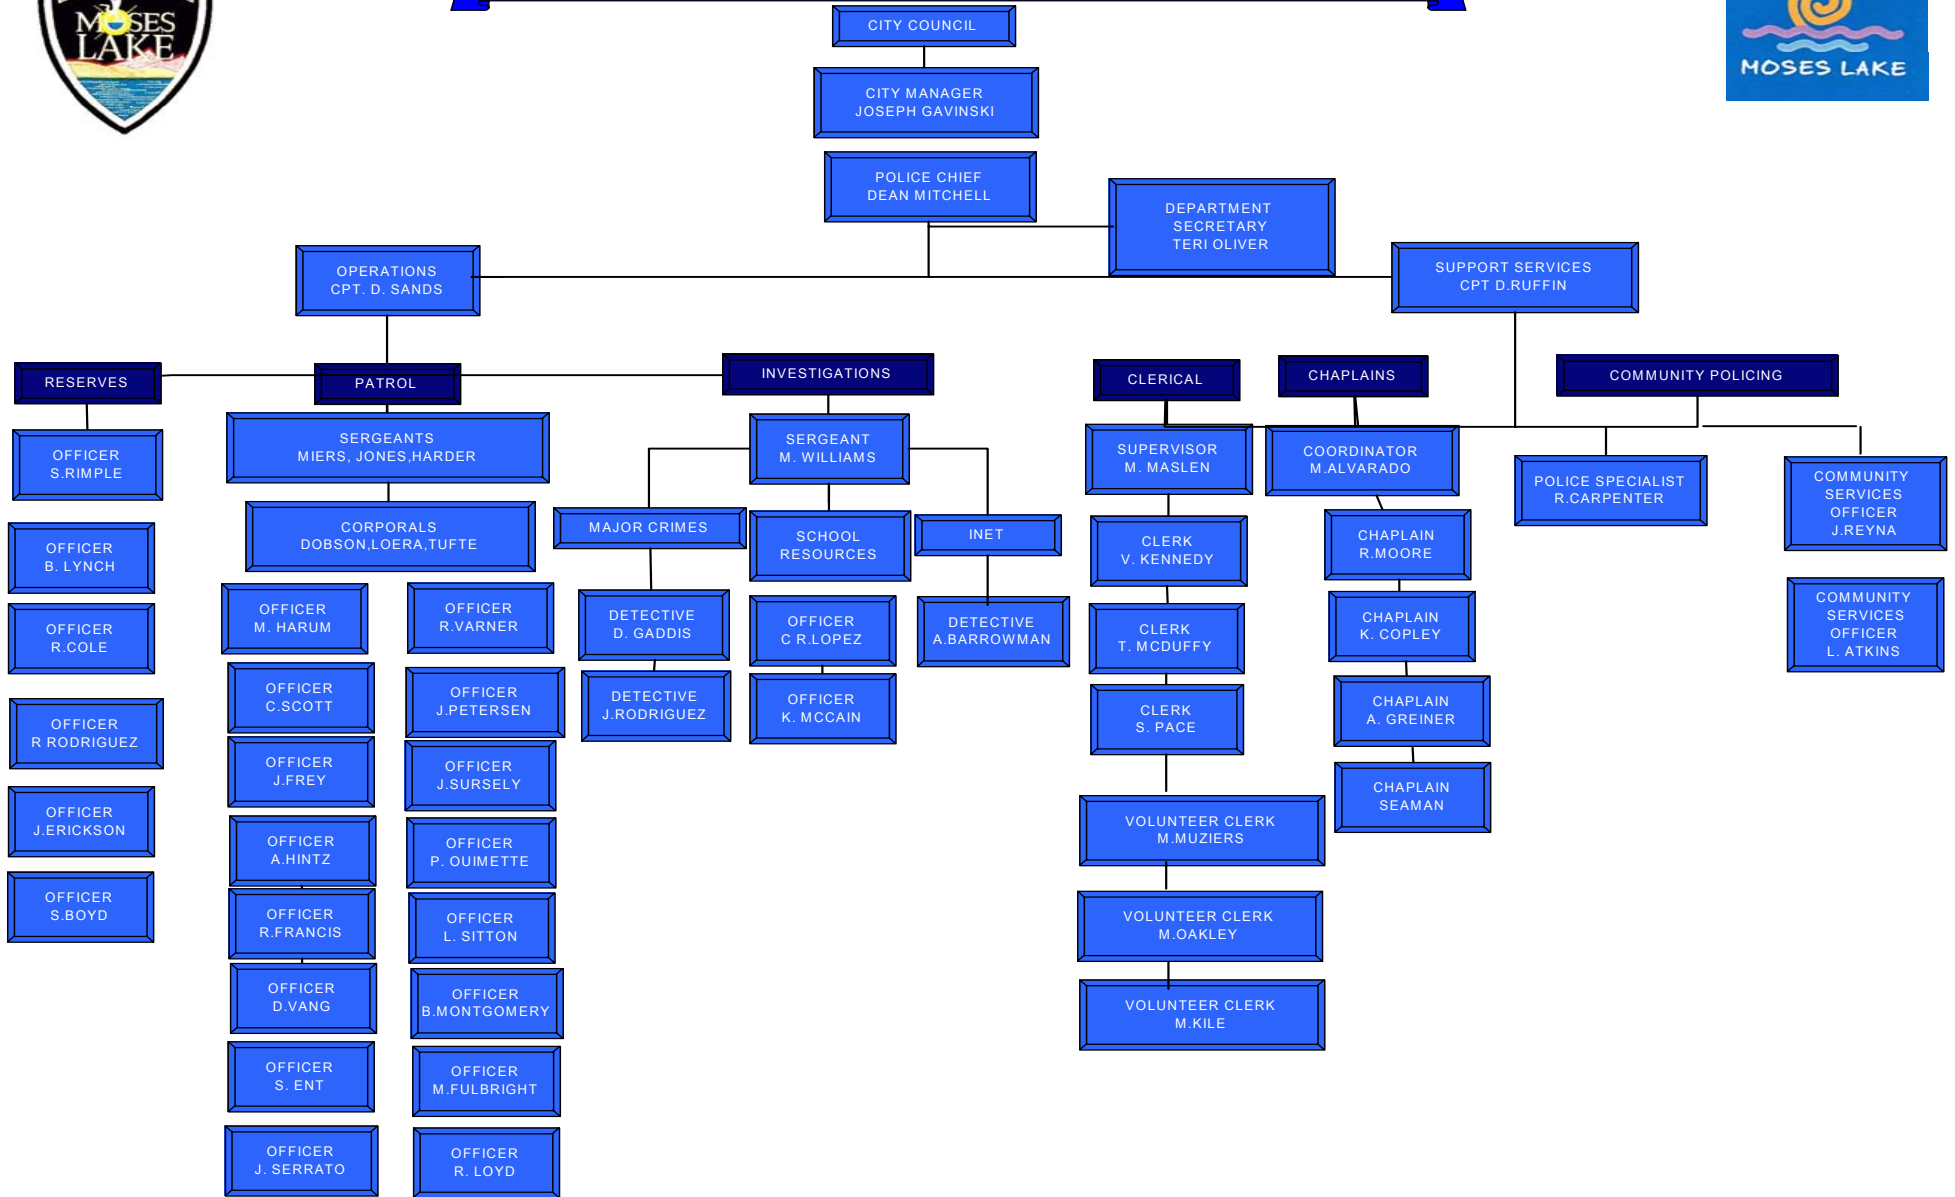 MOSES
LAKE
MOSES LAKE
CITY COUNCIL
CITY MANAGER
JOSEPH GAVINSKI
POLICE CHIEF
DEAN MITCHELL
DEPARTMENT
SECRETARY
TERI OLIVER
OPERATIONS
CPT. D. SANDS
SUPPORT SERVICES
CPT D.RUFFIN
RESERVES
PATROL
INVESTIGATIONS
CLERICAL
CHAPLAINS
COMMUNITY POLICING
OFFICER
S.RIMPLE
OFFICER
B. LYNCH
OFFICER
R.COLE
OFFICER
R RODRIGUEZ
OFFICER
J.ERICKSON
OFFICER
S.BOYD
SERGEANTS
MIERS, JONES,HARDER
CORPORALS
DOBSON,LOERA,TUFTE
OFFICER
M. HARUM
OFFICER
C.SCOTT
OFFICER
J.FREY
OFFICER
A.HINTZ
OFFICER
R.FRANCIS
OFFICER
D.VANG
OFFICER
S. ENT
OFFICER
J. SERRATO
OFFICER
R.VARNER
OFFICER
J.PETERSEN
OFFICER
J.SURSELY
OFFICER
P. OUIMETTE
OFFICER
L. SITTON
OFFICER
B.MONTGOMERY
OFFICER
M.FULBRIGHT
OFFICER
R. LOYD
SERGEANT
M. WILLIAMS
MAJOR CRIMES
DETECTIVE
D. GADDIS
DETECTIVE
J.RODRIGUEZ
SCHOOL
RESOURCES
OFFICER
C R.LOPEZ
OFFICER
K. MCCAIN
INET
DETECTIVE
A.BARROWMAN
SUPERVISOR
M. MASLEN
CLERK
V. KENNEDY
CLERK
T. MCDUFFY
CLERK
S. PACE
VOLUNTEER CLERK
M.MUZIERS
VOLUNTEER CLERK
M.OAKLEY
VOLUNTEER CLERK
M.KILE
COORDINATOR
M.ALVARADO
CHAPLAIN
R.MOORE
CHAPLAIN
K. COPLEY
CHAPLAIN
A. GREINER
CHAPLAIN
SEAMAN
POLICE SPECIALIST
R.CARPENTER
COMMUNITY
SERVICES
OFFICER
J.REYNA
COMMUNITY
SERVICES
OFFICER
L. ATKINS